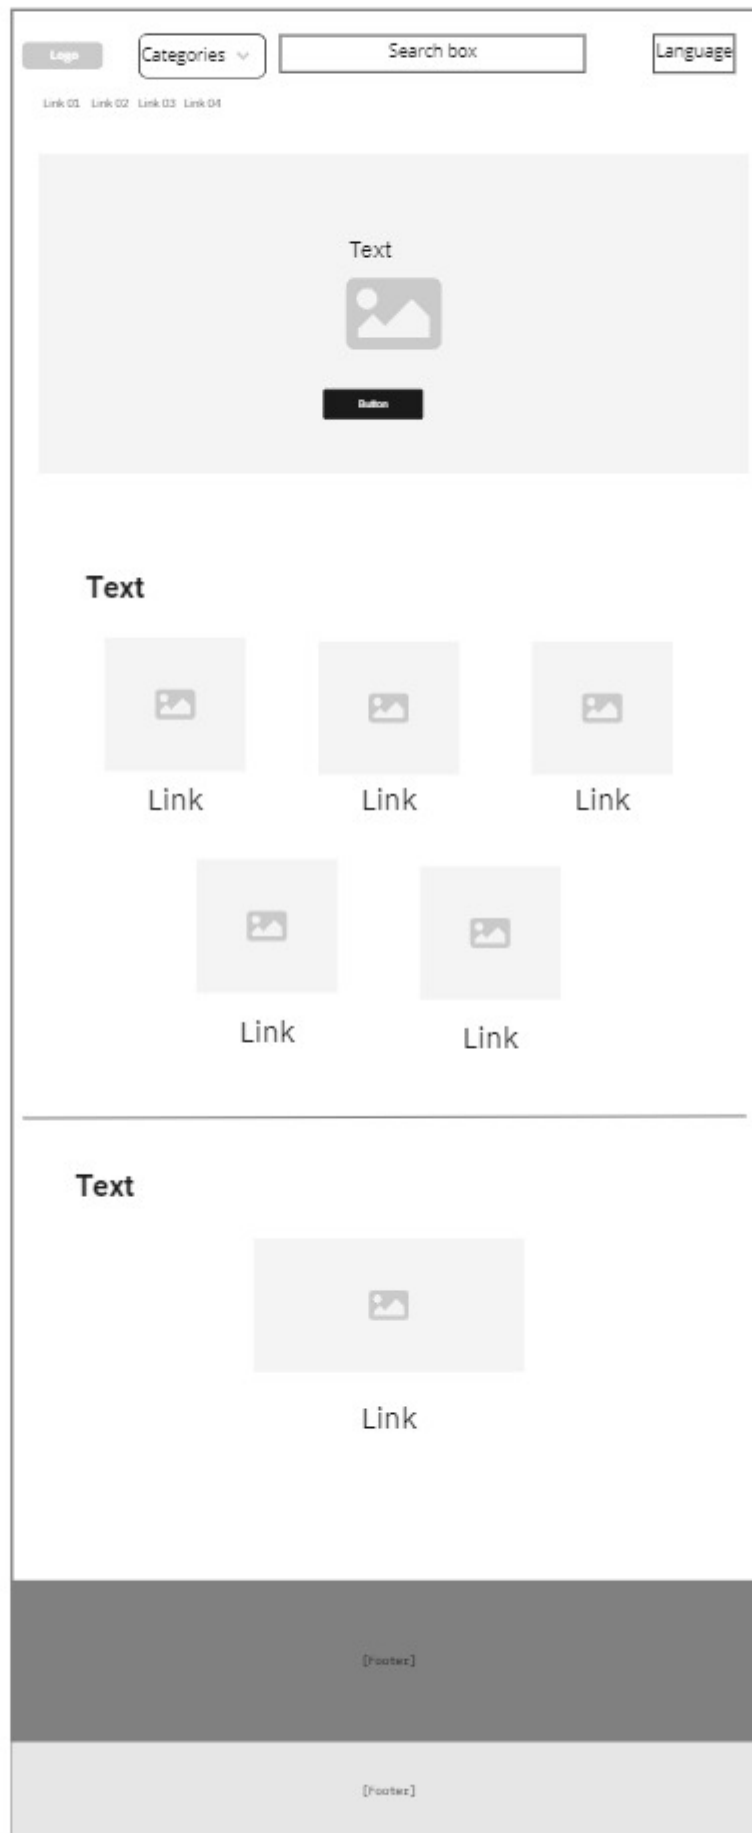 Logo
Categories
Search box
Language
Link 01 Link 02 Link 03 Link 04
Text
Button
Text
Link Link Link
Link
Link
Text
Link
[Footer]
[Footer]